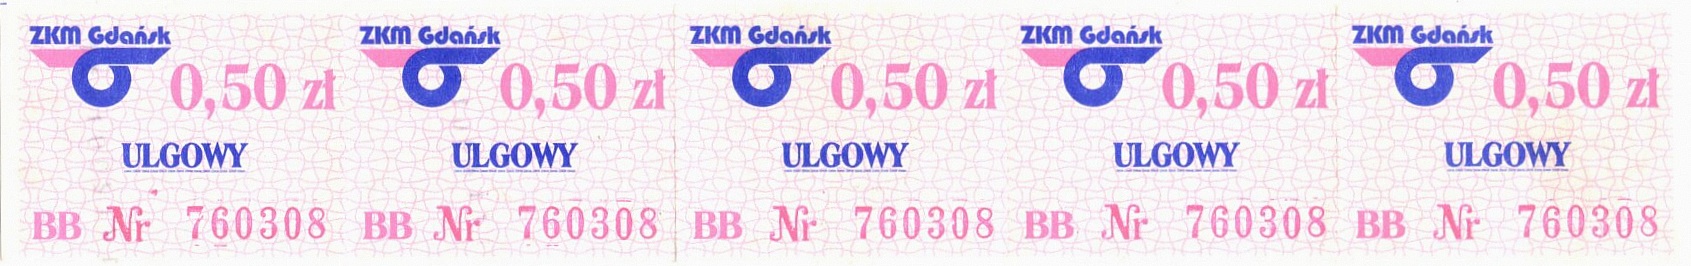 ZKM Gdańsk ZKM Gdańsk ZKM Gdańsk ZKM Gdańsk ZKM Gdańsk
0,50 zł 0,50 zł 0,50 zł 0,50 zł 0,50 zł
ULGOWY ULGOWY ULGOWY ULGOWY ULGOWY
BB Nr 760308 BB Nr 760308 BB Nr 760308 BB Nr 760308 BB Nr 760308